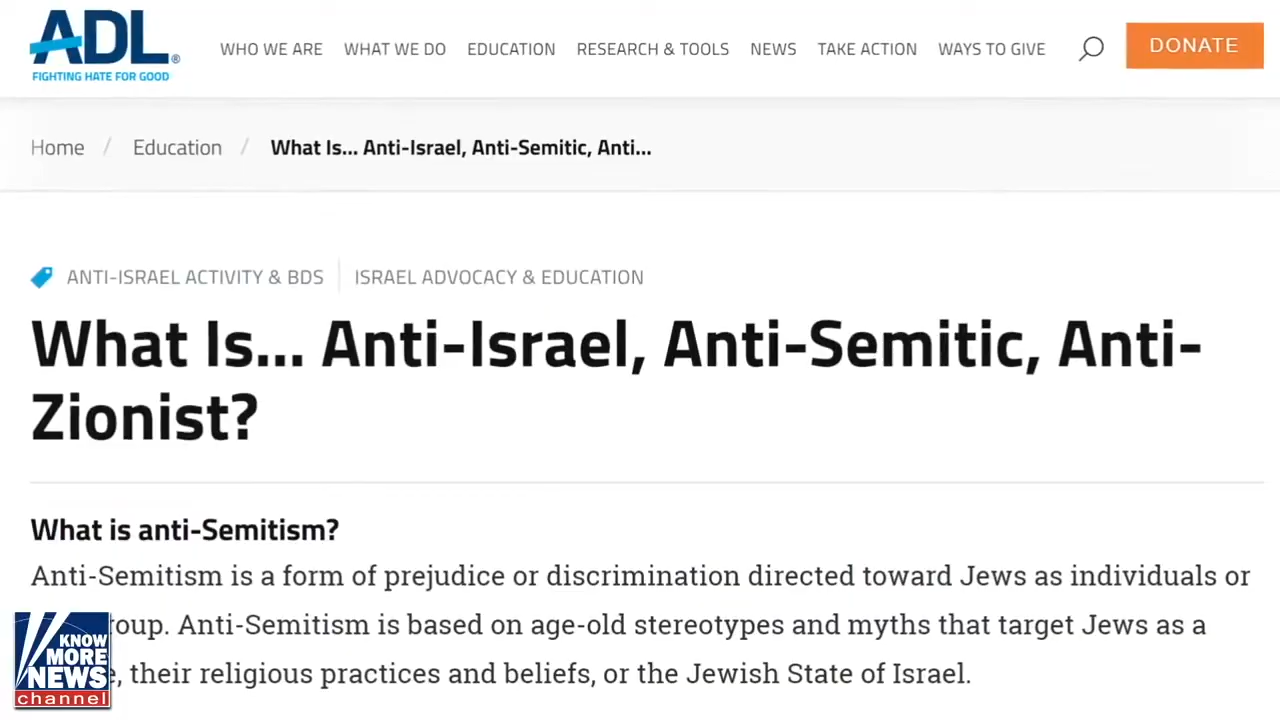 ADL®
FIGHTING HATE FOR GOOD
WHO WE ARE WHAT WE DO EDUCATION RESEARCH & TOOLS NEWS TAKE ACTION WAYS TO GIVE DONATE
Home / Education / What Is... Anti-Israel, Anti-Semitic, Anti...
ANTI-ISRAEL ACTIVITY & BDS ISRAEL ADVOCACY & EDUCATION
What Is... Anti-Israel, Anti-Semitic, Anti-
Zionist?
What is anti-Semitism?
Anti-Semitism is a form of prejudice or discrimination directed toward Jews as individuals or
oup. Anti-Semitism is based on age-old stereotypes and myths that target Jews as a
, their religious practices and beliefs, or the Jewish State of Israel.
KNOW
MORE
NEWS
channel